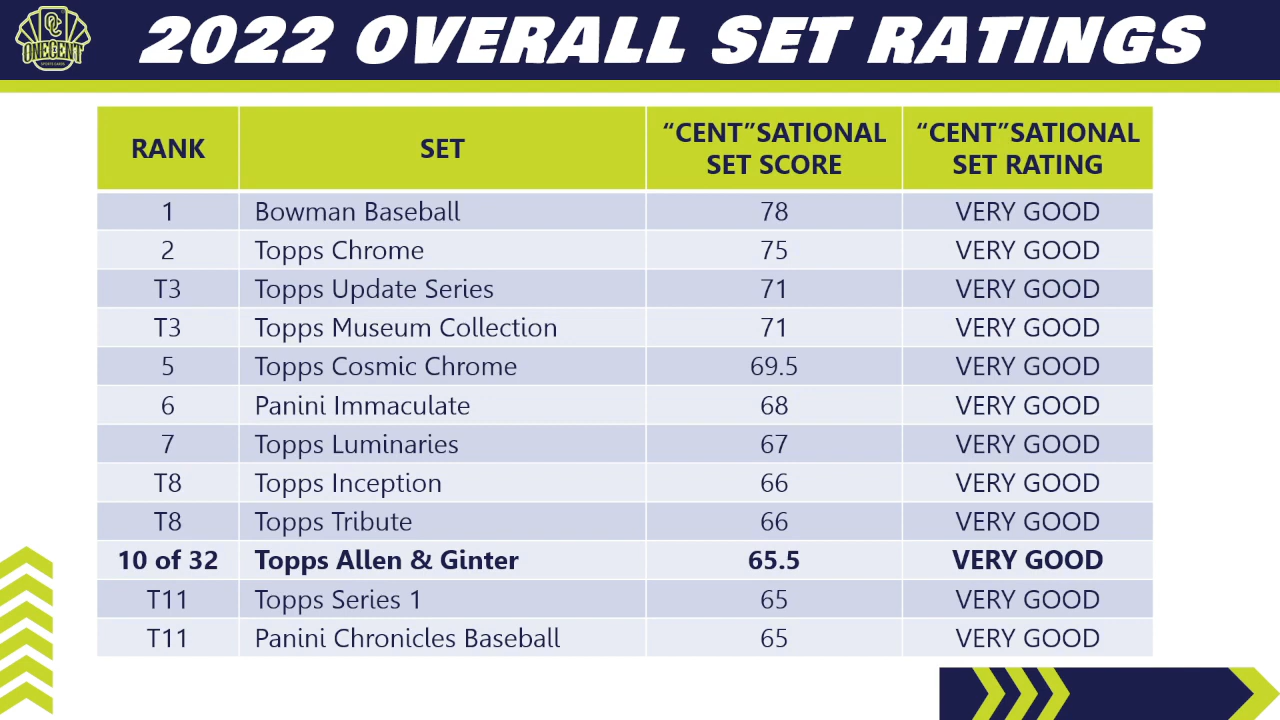 OC
ONECENT
SPORTS CARDS
2022 OVERALL SET RATINGS
RANK SET “CENT”SATIONAL SET SCORE “CENT”SATIONAL SET RATING
1 Bowman Baseball 78 VERY GOOD
2 Topps Chrome 75 VERY GOOD
T3 Topps Update Series 71 VERY GOOD
T3 Topps Museum Collection 71 VERY GOOD
5 Topps Cosmic Chrome 69.5 VERY GOOD
6 Panini Immaculate 68 VERY GOOD
7 Topps Luminaries 67 VERY GOOD
T8 Topps Inception 66 VERY GOOD
T8 Topps Tribute 66 VERY GOOD
10 of 32 Topps Allen & Ginter 65.5 VERY GOOD
T11 Topps Series 1 65 VERY GOOD
T11 Panini Chronicles Baseball 65 VERY GOOD